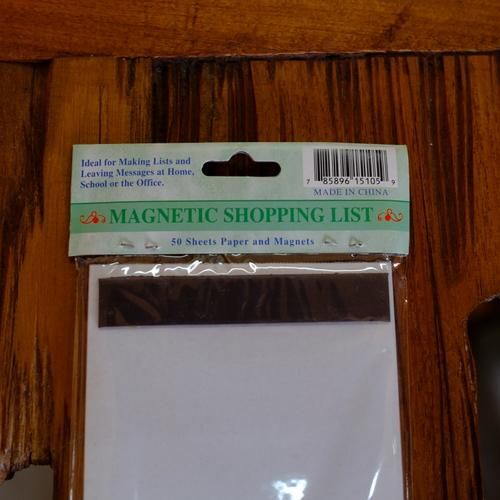 Ideal for Making Lists and
Leaving Messages at Home,
School or the Office.
7 85896 15105 9
MADE IN CHINA
MAGNETIC SHOPPING LIST
50 Sheets Paper and Magnets